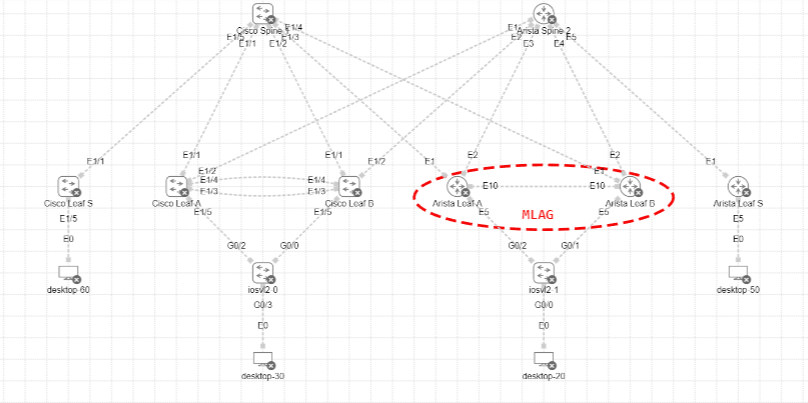 Cisco Spine 1
Arista Spine 2
E1/5
E1/4
E1/3
E1/1
E1/2
E1
E2
E3
E4
E5
E1/1
E1/1
E1/2
E1/4
E1/3
E1/1
E1/2
E1/4
E1/3
E1
E2
E2
E1
E1
E10
E10
Cisco Leaf S
Cisco Leaf A
Cisco Leaf B
Arista Leaf A
Arista Leaf B
Arista Leaf S
MLAG
E1/5
E1/5
E1/5
E5
E5
E5
E0
G0/2
G0/0
G0/2
G0/1
E0
desktop-60
iosvl2-0
iosvl2-1
desktop-50
G0/3
G0/0
E0
E0
desktop-30
desktop-20